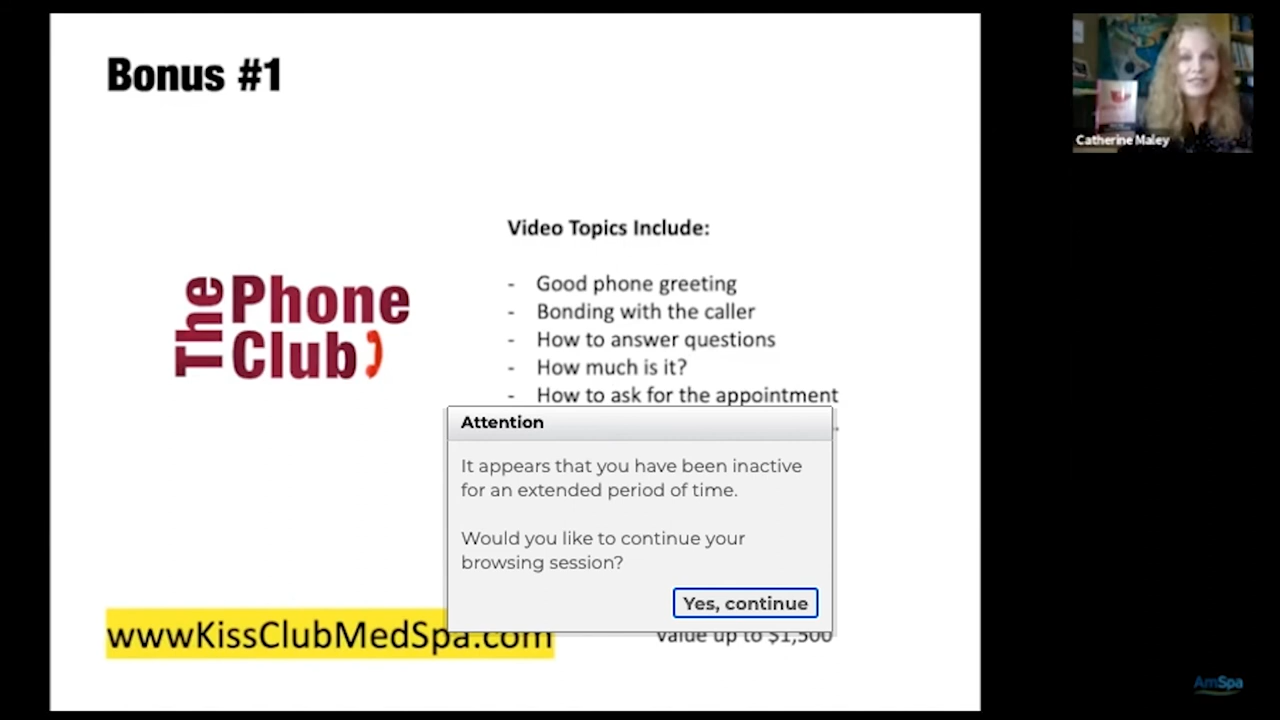 Bonus #1
Catherine Maley
Video Topics Include:
The Phone
Club
- Good phone greeting
- Bonding with the caller
- How to answer questions
- How much is it?
- How to ask for the appointment
Attention
It appears that you have been inactive
for an extended period of time.
Would you like to continue your
browsing session?
Yes, continue
wwwKissClubMedSpa.com
Value up to $1,500
AmSpa